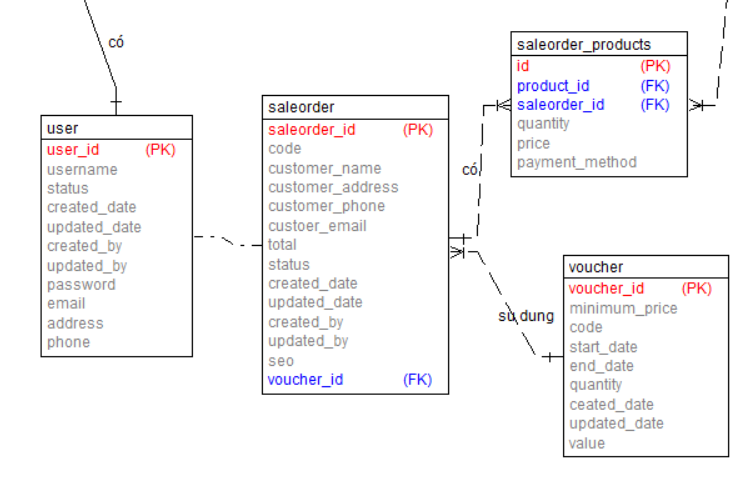 có
user
user_id (PK)
username
status
created_date
updated_date
created_by
updated_by
password
email
address
phone
saleorder
saleorder_id (PK)
code
customer_name
customer_address
customer_phone
custoer_email
total
status
created_date
updated_date
created_by
updated_by
seo
voucher_id (FK)
saleorder_products
id (PK)
product_id (FK)
saleorder_id (FK)
quantity
price
payment_method
có
sử dung
voucher
voucher_id (PK)
minimum_price
code
start_date
end_date
quantity
ceated_date
updated_date
value